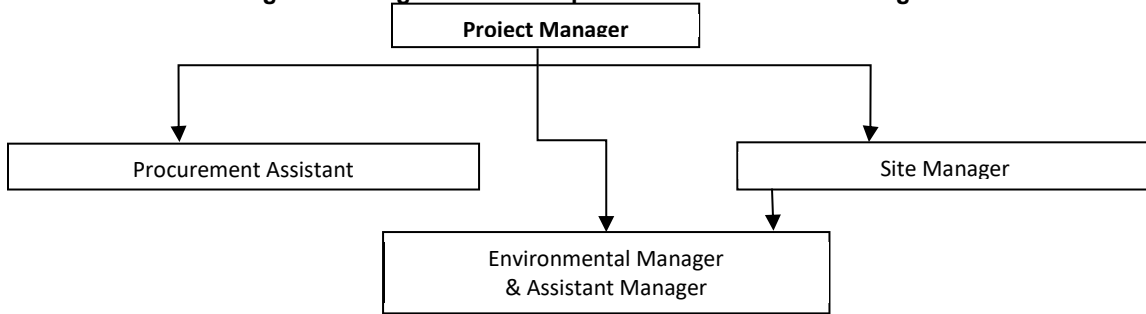 Project Manager
Procurement Assistant
Site Manager
Environmental Manager
& Assistant Manager